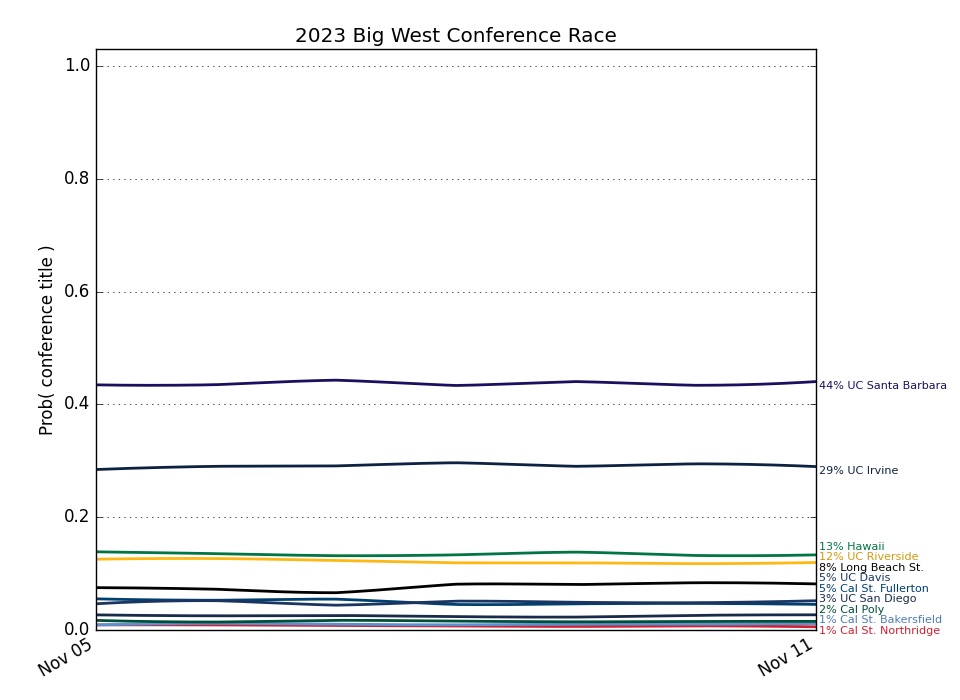 2023 Big West Conference Race
Prob( conference title )
1.0
0.8
0.6
0.4
0.2
0.0
Nov 05
Nov 11
44% UC Santa Barbara
29% UC Irvine
13% Hawaii
12% UC Riverside
8% Long Beach St.
5% UC Davis
5% Cal St. Fullerton
3% UC San Diego
2% Cal Poly
1% Cal St. Bakersfield
1% Cal St. Northridge